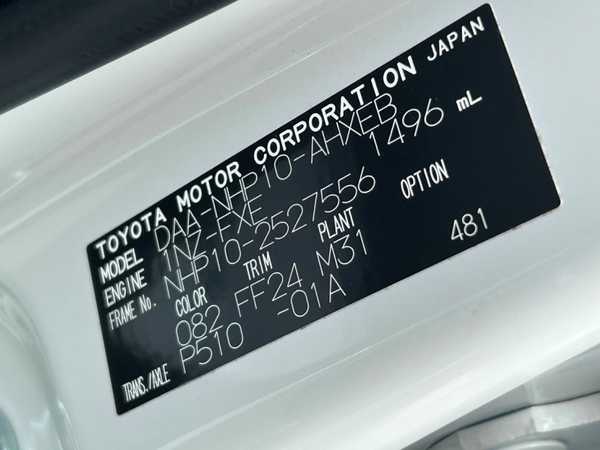 TOYOTA MOTOR CORPORATION JAPAN
MODEL DAA-NHP10-AHXEB
ENGINE 1NZ-FXE 1496 mL
FRAME No. NHP10-2527556
COLOR TRIM PLANT OPTION
082 FF24 M31 481
TRANS./AXLE P510 -01A